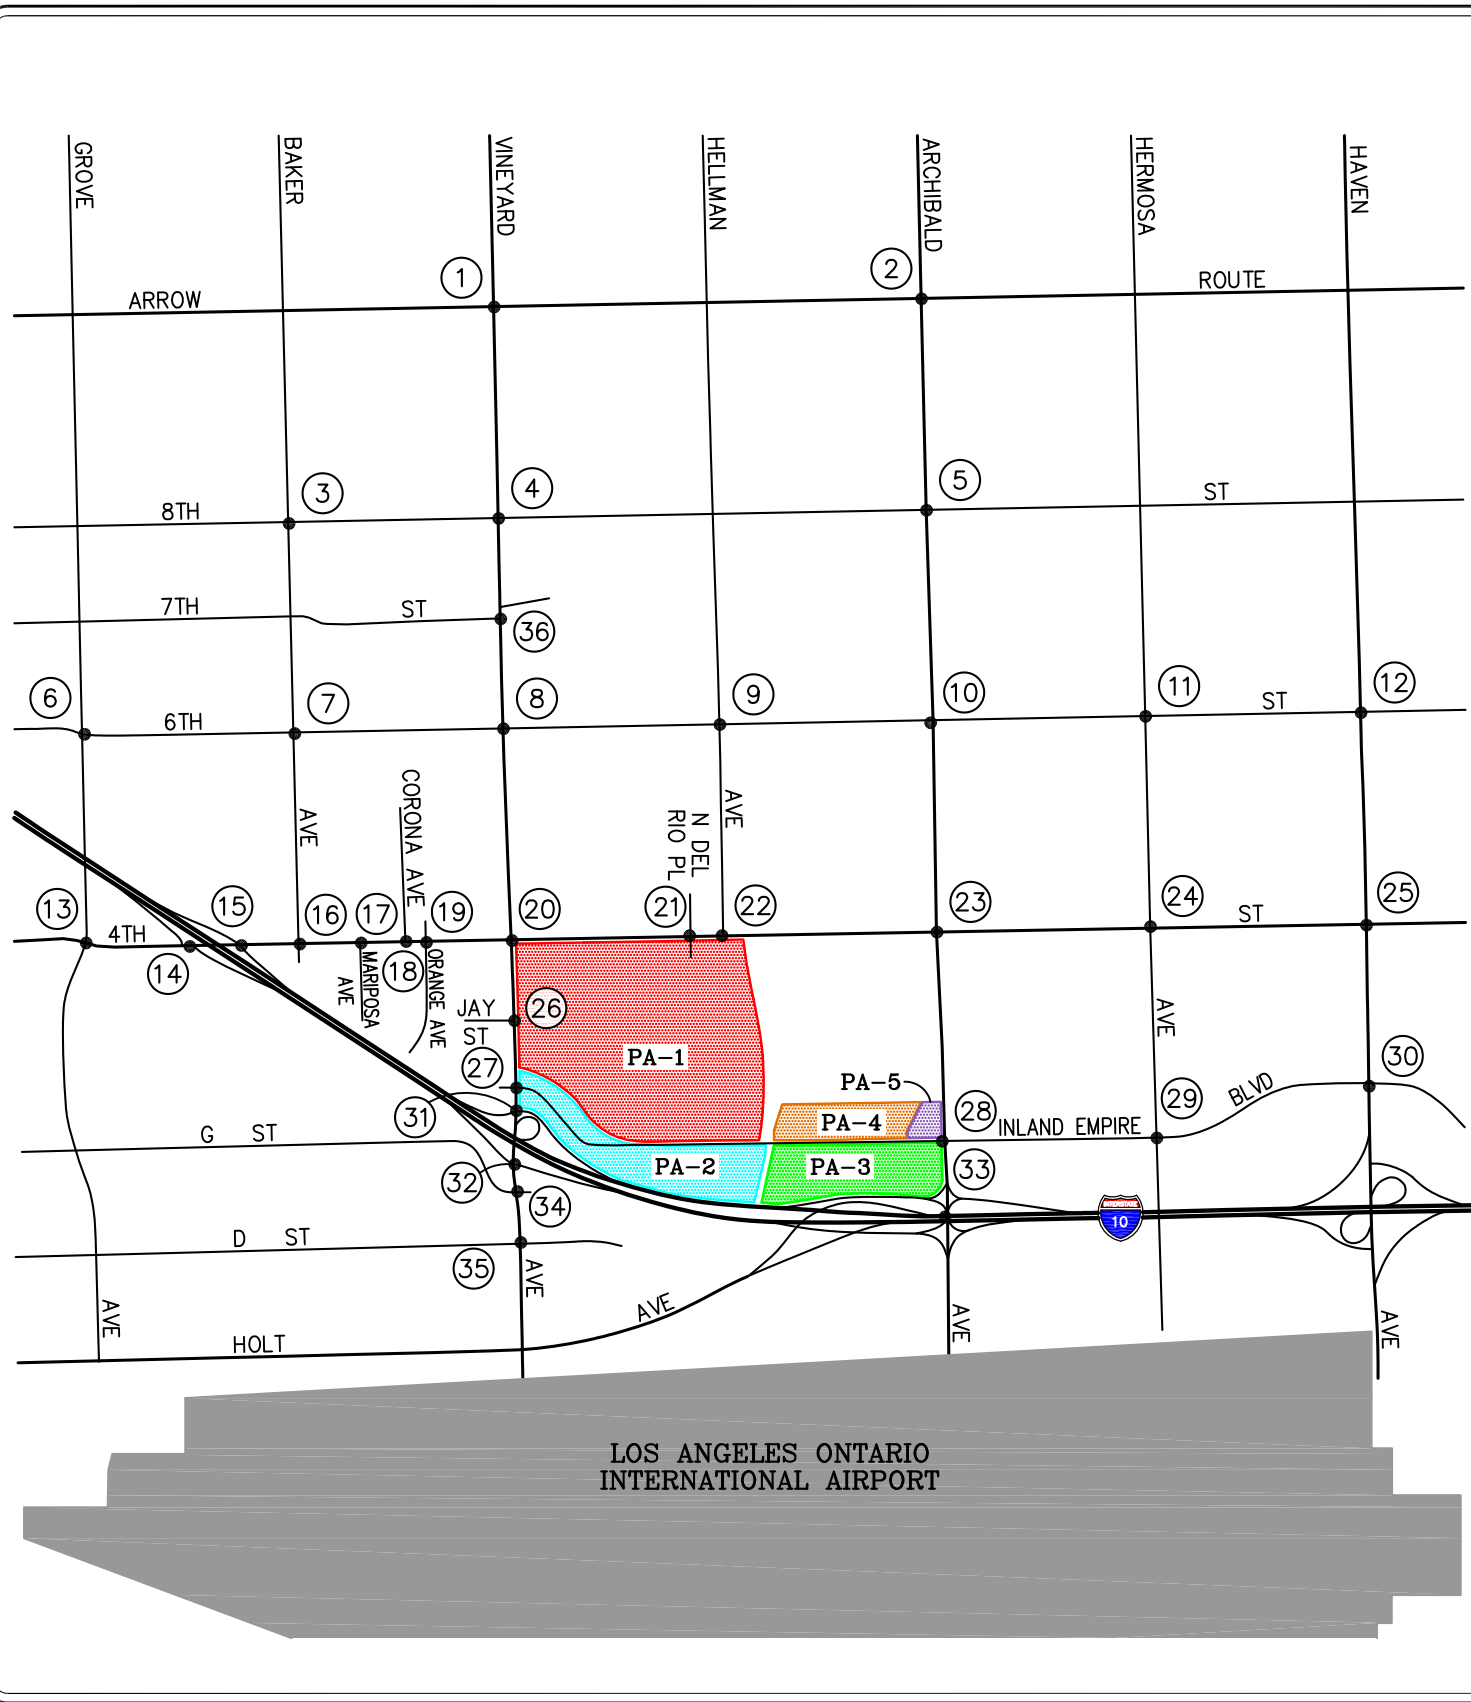 GROVE
BAKER
VINEYARD
HELLMAN
ARCHIBALD
HERMOSA
HAVEN
1
2
ARROW
ROUTE
3
4
5
8TH
ST
7TH
ST
36
6
7
8
9
10
11
12
6TH
ST
CORONA AVE
AVE
N DEL
RIO PL
AVE
13
15
16
17
19
20
21
22
23
24
25
4TH
ST
14
18
MARIPOSA
AVE
ORANGE AVE
JAY
ST
26
27
PA-1
AVE
30
31
PA-5
PA-4
28
INLAND EMPIRE
29
BLVD
G ST
32
PA-2
PA-3
33
34
INTERSTATE
10
D ST
35
AVE
AVE
AVE
AVE
AVE
HOLT
LOS ANGELES ONTARIO
INTERNATIONAL AIRPORT